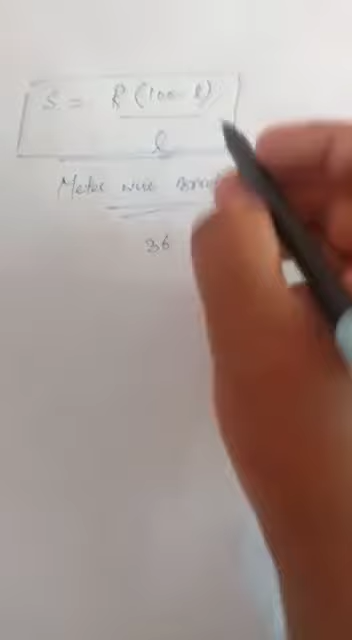 S = R (100 - l)
l
Meter wire
36